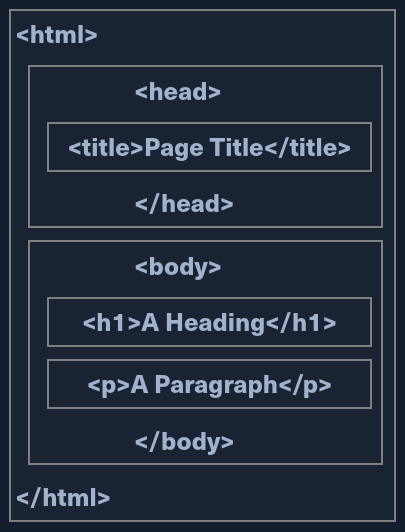 <html>
<head>
<title>Page Title</title>
</head>
<body>
<h1>A Heading</h1>
<p>A Paragraph</p>
</body>
</html>